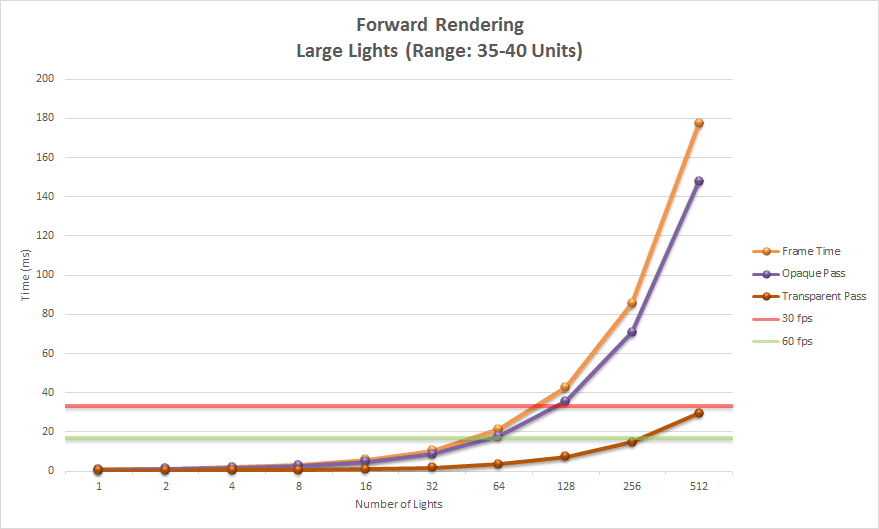 Forward Rendering
Large Lights (Range: 35-40 Units)
200
180
160
140
120
100
80
60
40
20
0
Time (ms)
1 2 4 8 16 32 64 128 256 512
Number of Lights
Frame Time
Opaque Pass
Transparent Pass
30 fps
60 fps